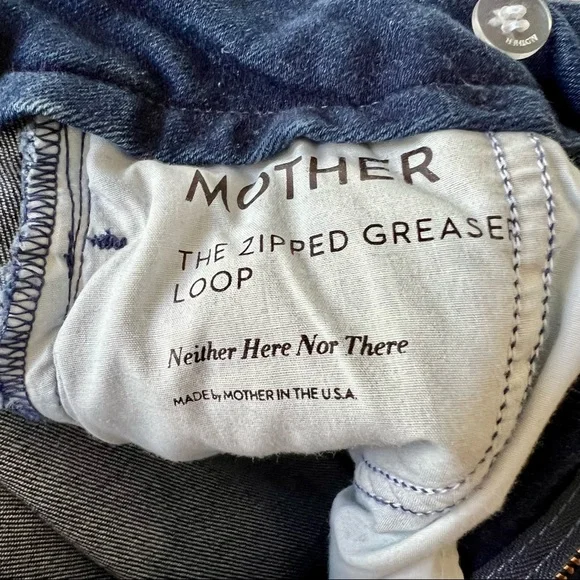 MOTHER
THE ZIPPED GREASE
LOOP
Neither Here Nor There
MADE by MOTHER IN THE U.S.A.